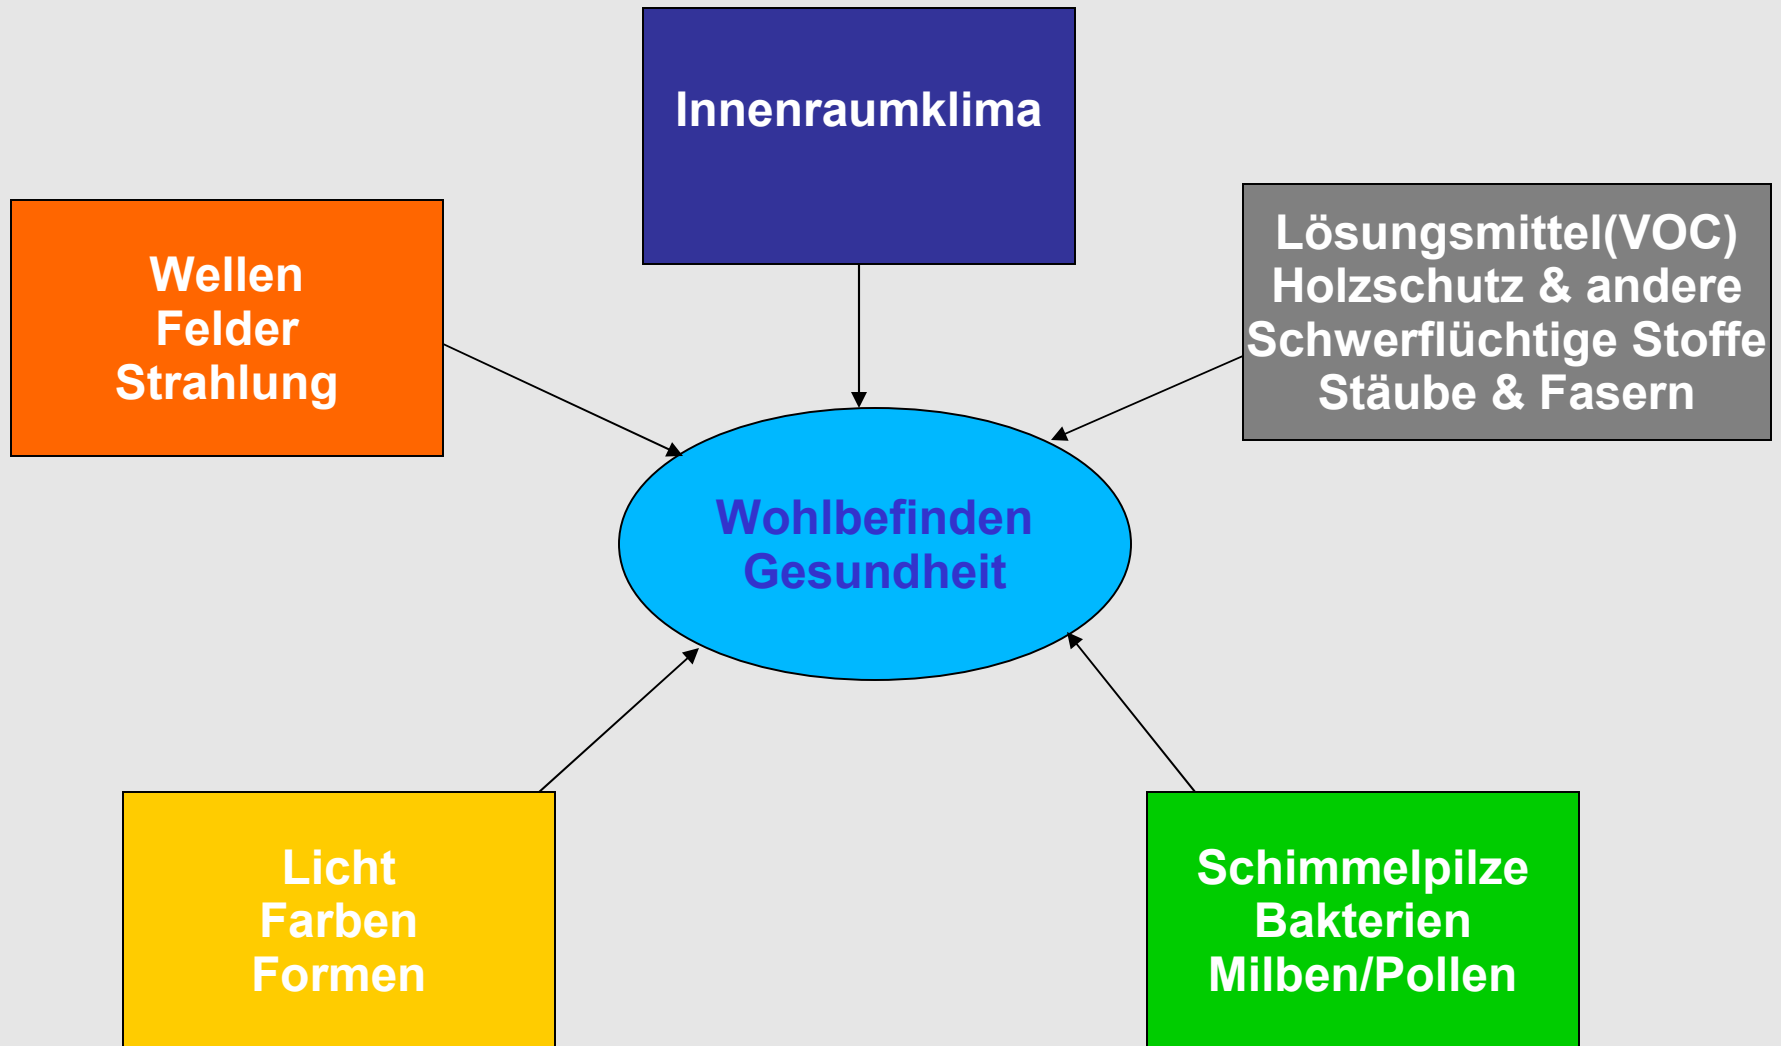 Innenraumklima
Wellen
Felder
Strahlung
Lösungsmittel(VOC)
Holzschutz & andere
Schwerflüchtige Stoffe
Stäube & Fasern
Wohlbefinden
Gesundheit
Licht
Farben
Formen
Schimmelpilze
Bakterien
Milben/Pollen